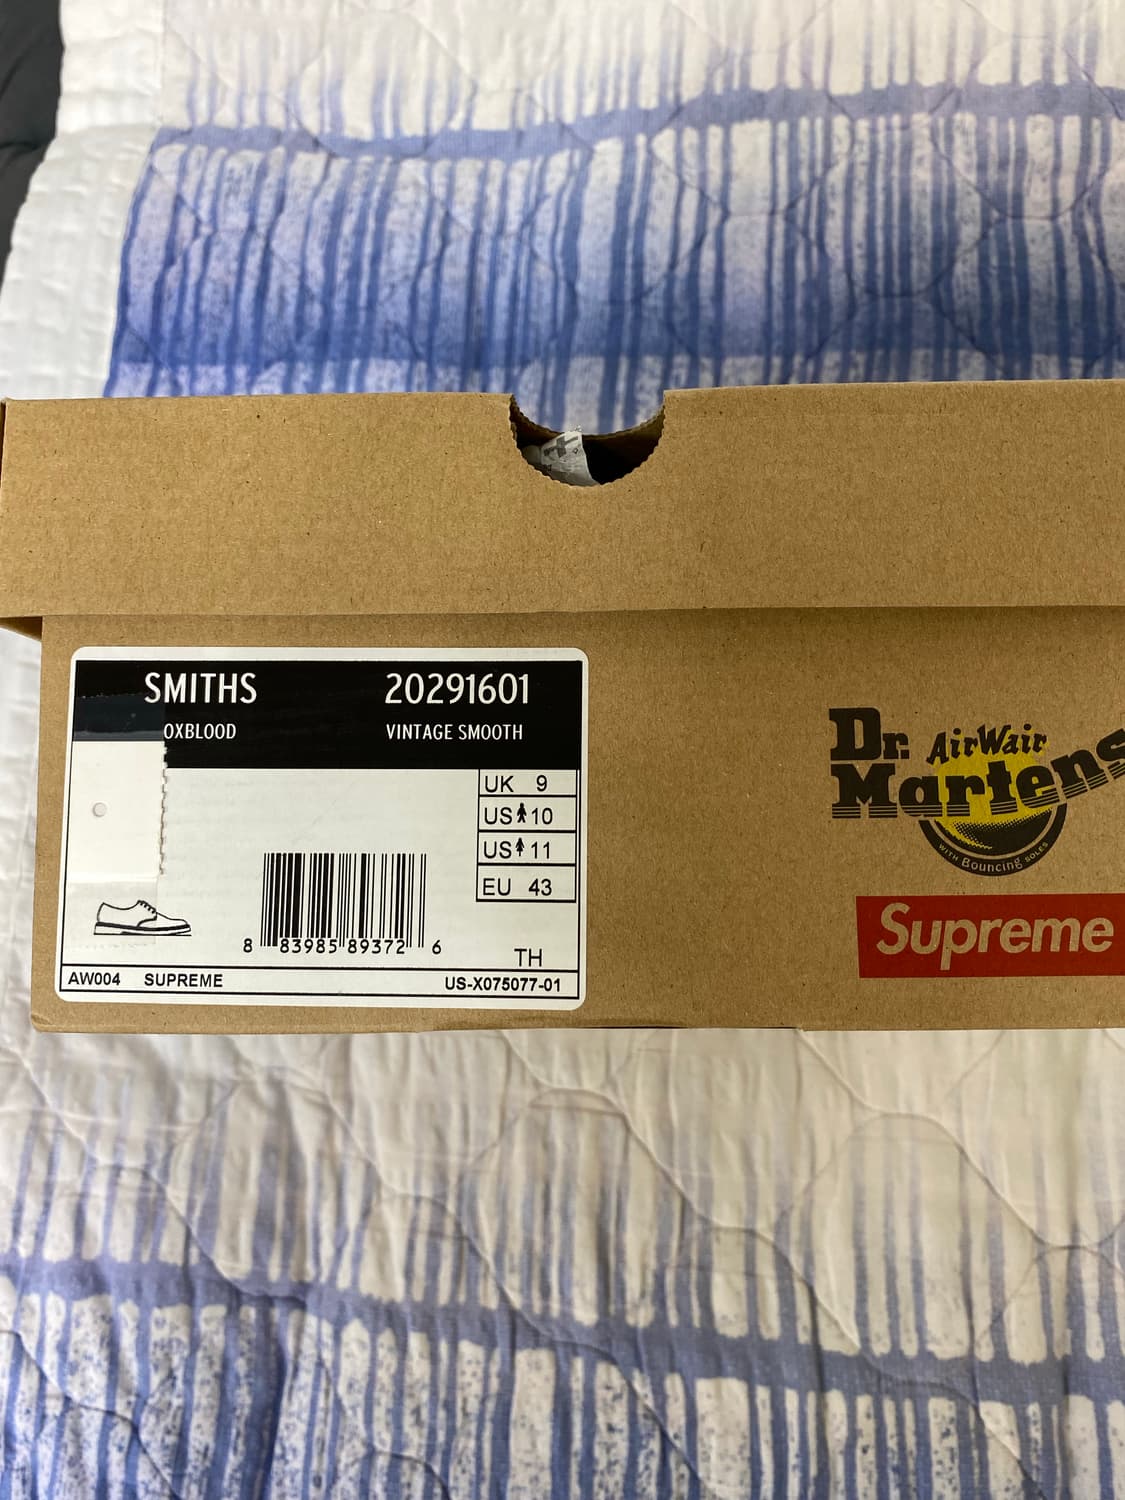 SMITHS 20291601
OXBLOOD VINTAGE SMOOTH
UK 9
US 10
US 11
EU 43
8 83985 89372 6
TH
AW004 SUPREME US-X075077-01
Dr. AirWair
Martens
WITH Bouncing SOLES
Supreme